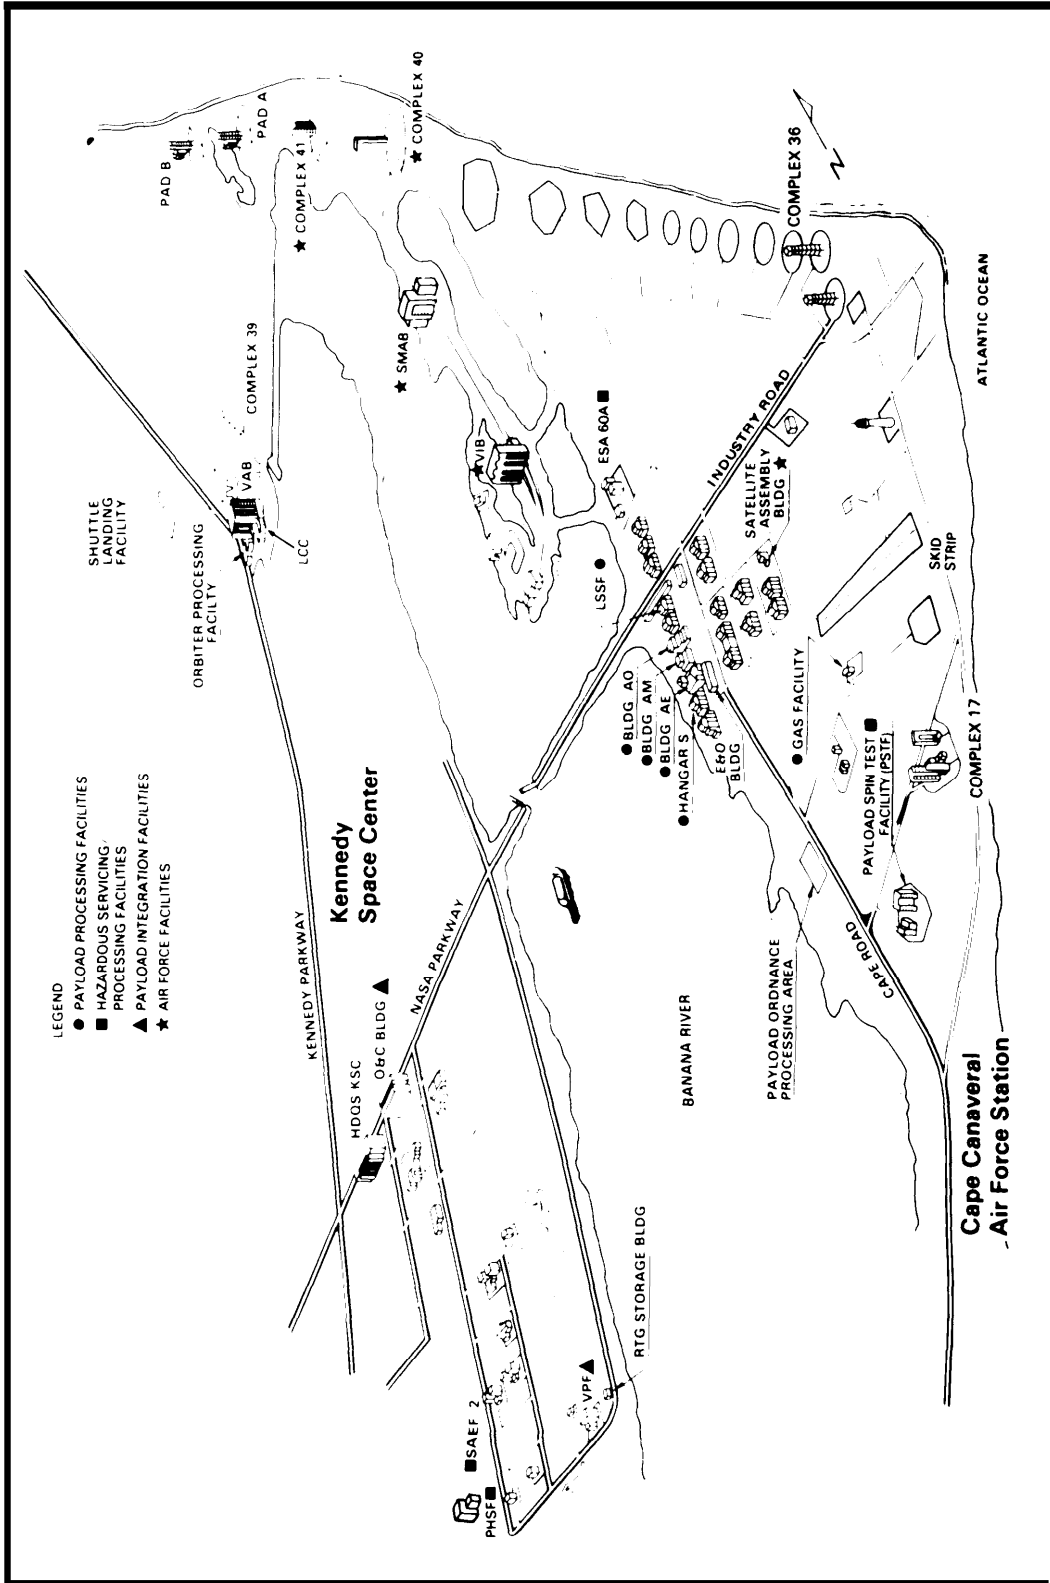 LEGEND
● PAYLOAD PROCESSING FACILITIES
■ HAZARDOUS SERVICING/
PROCESSING FACILITIES
▲ PAYLOAD INTEGRATION FACILITIES
★ AIR FORCE FACILITIES
SHUTTLE
LANDING
FACILITY
ORBITER PROCESSING
FACILTY
PAD B
PAD A
VAB
COMPLEX 39
LCC
★ COMPLEX 41
★ COMPLEX 40
KENNEDY PARKWAY
Kennedy
Space Center
HDQS KSC
O&C BLDG ▲
NASA PARKWAY
★ SMAB
★ VIB
SAEF 2 ■
PHSF ■
VPF ▲
RTG STORAGE BLDG
LSSF ●
ESA 60A ■
● BLDG AO
● BLDG AM
● BLDG AE
● HANGAR S
E&O
BLDG
INDUSTRY ROAD
SATELLITE
ASSEMBLY
BLDG ★
COMPLEX 36
N
BANANA RIVER
PAYLOAD ORDNANCE
PROCESSING AREA
● GAS FACILITY
PAYLOAD SPIN TEST ■
FACILITY (PSTF)
CAPE ROAD
SKID
STRIP
COMPLEX 17
ATLANTIC OCEAN
Cape Canaveral
Air Force Station